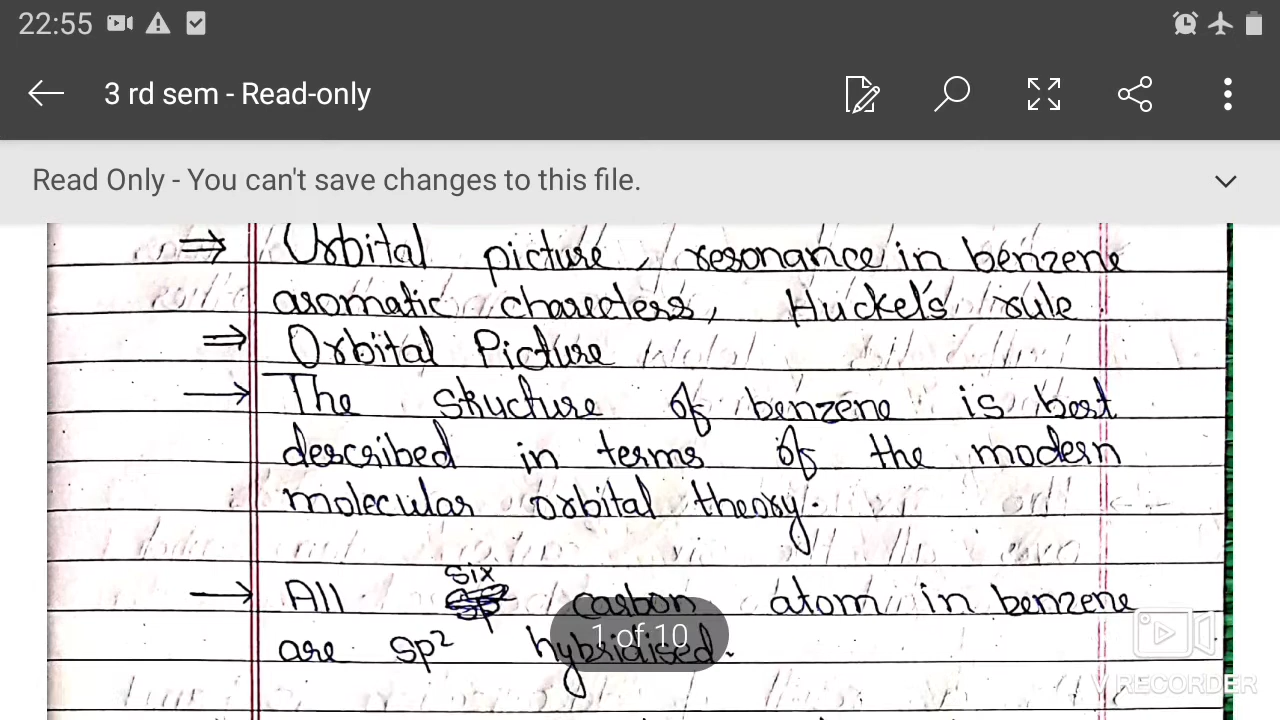 22:55
3 rd sem - Read-only
Read Only - You can't save changes to this file.
⇒ Orbital picture, resonance in benzene
aromatic charecters, Huckel's rule
⇒ Orbital Picture
→ The structure of benzene is best
described in terms of the modern
molecular orbital theory.
→ All six carbon atom in benzene
are sp² hybridised.
1 of 10
V RECORDER